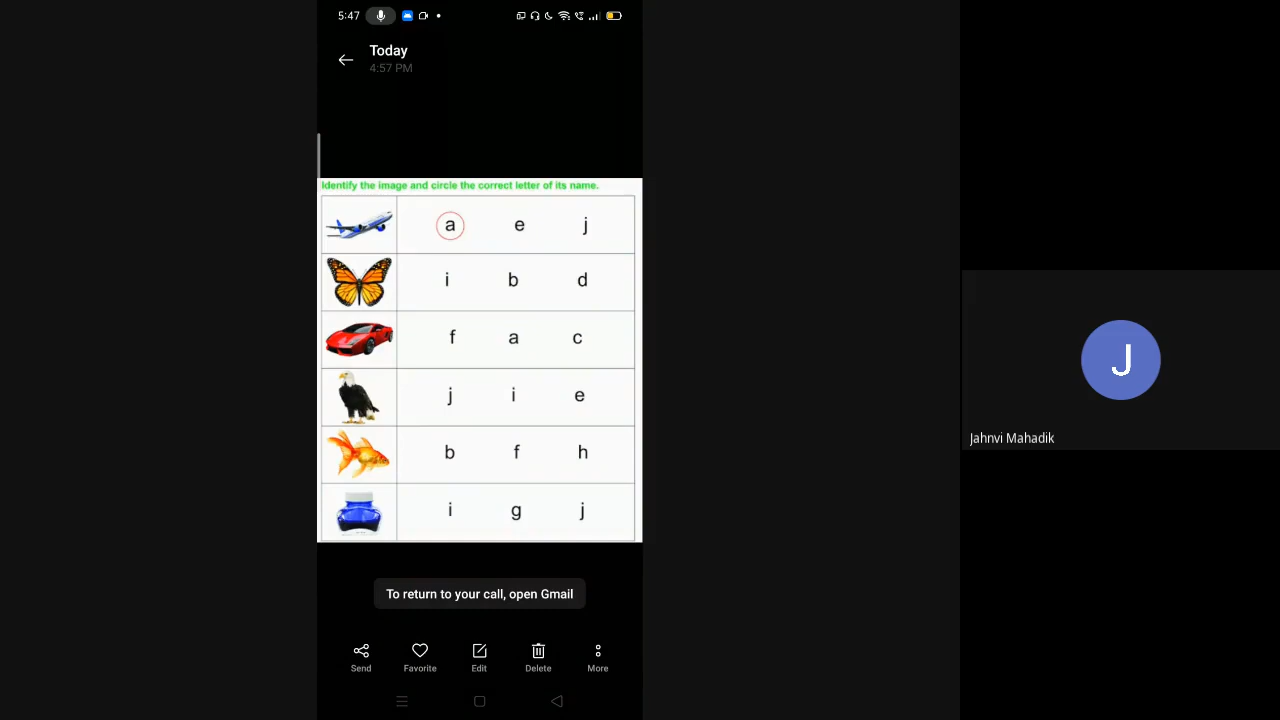 5:47
Today
4:57 PM
Identify the image and circle the correct letter of its name.
a e j
i b d
f a c
j i e
b f h
i g j
To return to your call, open Gmail
Send Favorite Edit Delete More
J
Jahnvi Mahadik